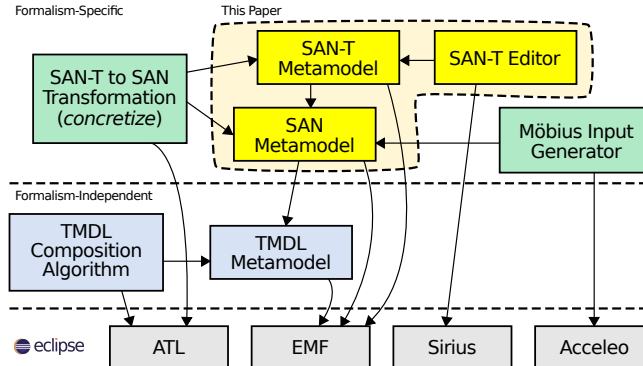 Formalism-Specific
This Paper
SAN-T
Metamodel
SAN-T Editor
SAN-T to SAN
Transformation
(concretize)
SAN
Metamodel
Möbius Input
Generator
Formalism-Independent
TMDL
Composition
Algorithm
TMDL
Metamodel
eclipse
ATL
EMF
Sirius
Acceleo